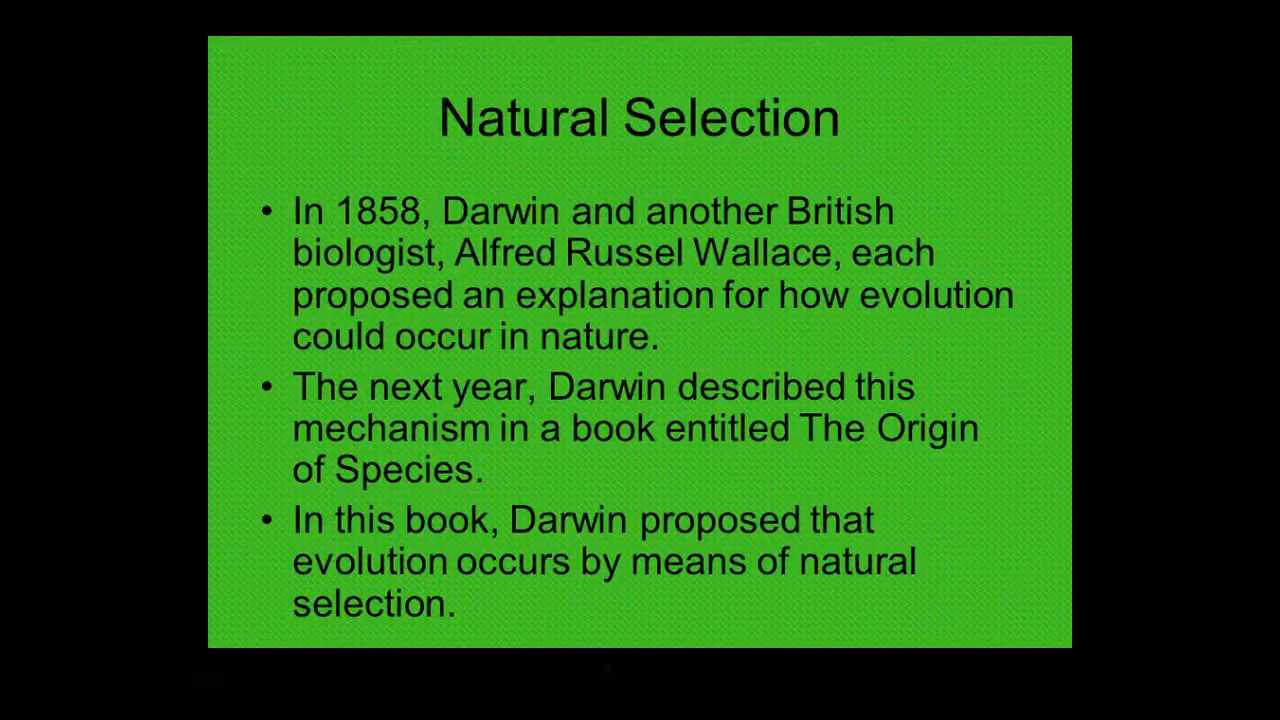 Natural Selection
• In 1858, Darwin and another British
biologist, Alfred Russel Wallace, each
proposed an explanation for how evolution
could occur in nature.
• The next year, Darwin described this
mechanism in a book entitled The Origin
of Species.
• In this book, Darwin proposed that
evolution occurs by means of natural
selection.